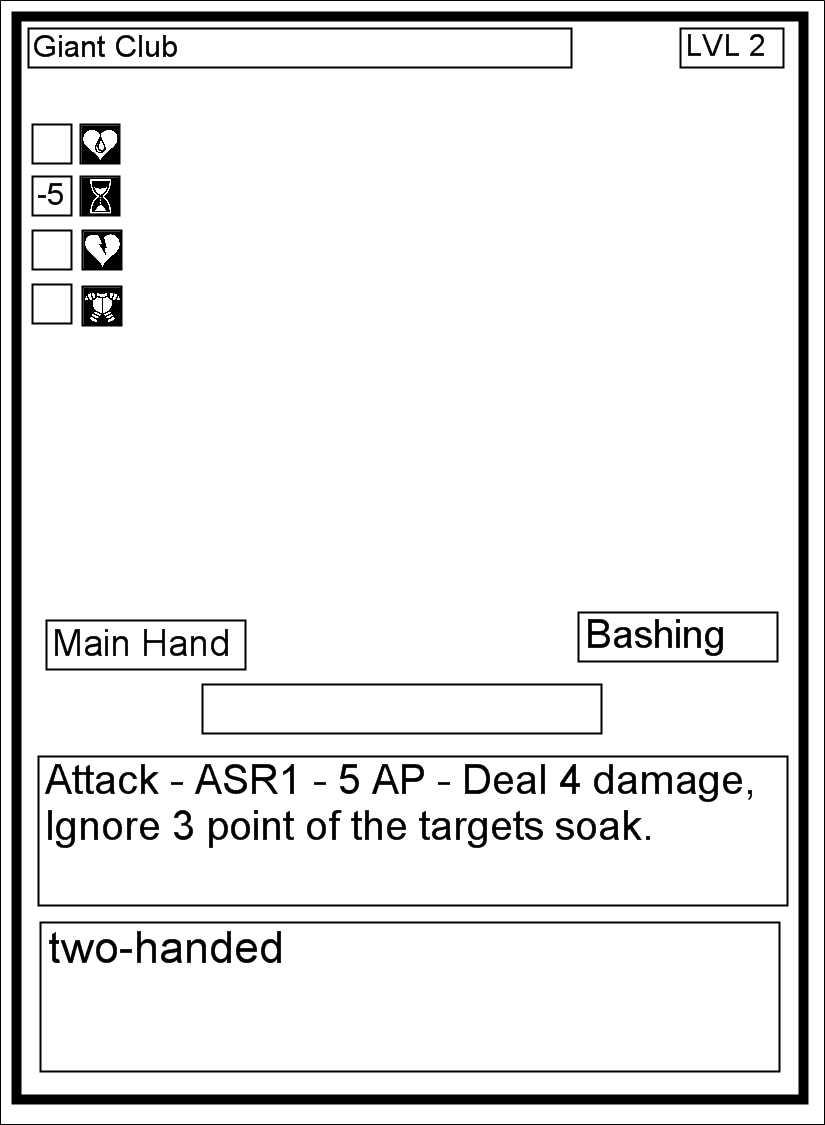 Giant Club
LVL 2
-5
Main Hand
Bashing
Attack - ASR1 - 5 AP - Deal 4 damage,
Ignore 3 point of the targets soak.
two-handed